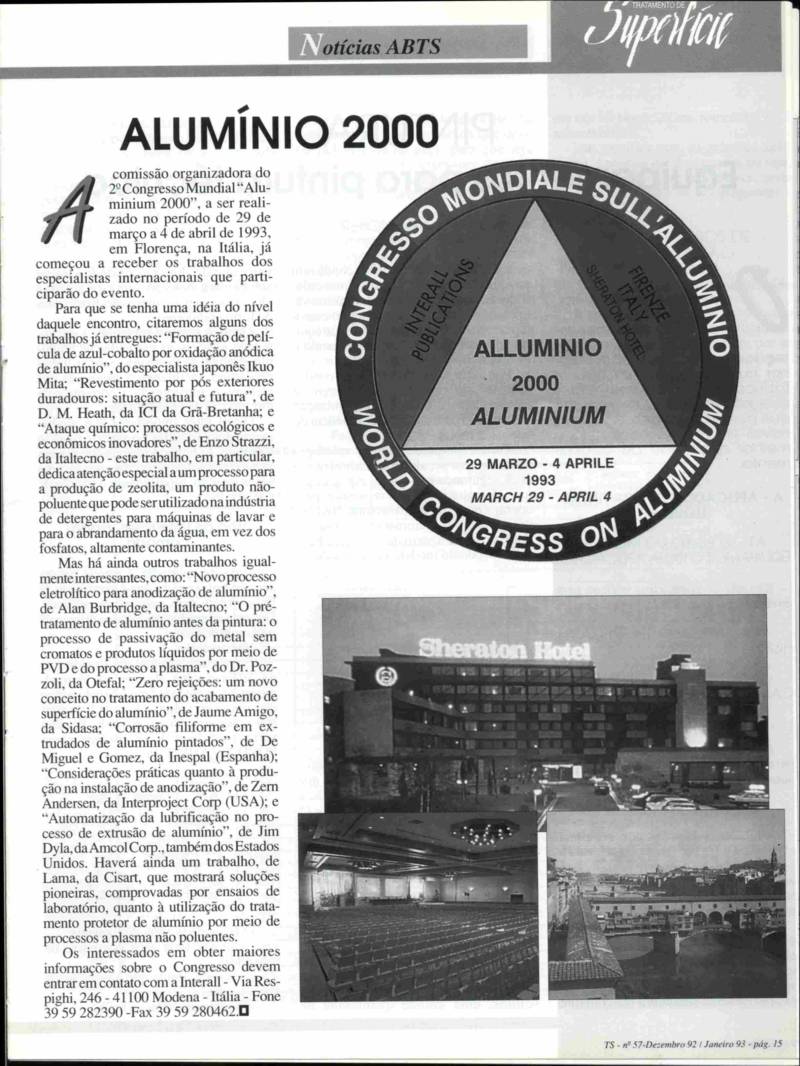 TRATAMENTO DE
Superfície
Notícias ABTS
ALUMÍNIO 2000
A comissão organizadora do
2º Congresso Mundial “Alu-
minium 2000”, a ser reali-
zado no período de 29 de
março a 4 de abril de 1993,
em Florença, na Itália, já
começou a receber os trabalhos dos
especialistas internacionais que parti-
ciparão do evento.
Para que se tenha uma idéia do nível
daquele encontro, citaremos alguns dos
trabalhos já entregues: “Formação de pelí-
cula de azul-cobalto por oxidação anódica
de alumínio”, do especialista japonês Ikuo
Mita; “Revestimento por pós exteriores
duradouros: situação atual e futura”, de
D. M. Heath, da ICI da Grã-Bretanha; e
“Ataque químico: processos ecológicos e
econômicos inovadores”, de Enzo Strazzi,
da Italtecno - este trabalho, em particular,
dedica atenção especial a um processo para
a produção de zeolita, um produto não-
poluente que pode ser utilizado na indústria
de detergentes para máquinas de lavar e
para o abrandamento da água, em vez dos
fosfatos, altamente contaminantes.
Mas há ainda outros trabalhos igual-
mente interessantes, como: “Novo processo
eletrolítico para anodização de alumínio”,
de Alan Burbridge, da Italtecno; “O pré-
tratamento de alumínio antes da pintura: o
processo de passivação do metal sem
cromatos e produtos líquidos por meio de
PVD e do processo a plasma”, do Dr. Poz-
zoli, da Otefal; “Zero rejeições: um novo
conceito no tratamento do acabamento de
superfície do alumínio”, de Jaume Amigo,
da Sidasa; “Corrosão filiforme em ex-
trudados de alumínio pintados”, de De
Miguel e Gomez, da Inespal (Espanha);
“Considerações práticas quanto à produ-
ção na instalação de anodização”, de Zern
Andersen, da Interproject Corp (USA); e
“Automatização da lubrificação no pro-
cesso de extrusão de alumínio”, de Jim
Dyla, da Amcol Corp., também dos Estados
Unidos. Haverá ainda um trabalho, de
Lama, da Cisart, que mostrará soluções
pioneiras, comprovadas por ensaios de
laboratório, quanto à utilização do trata-
mento protetor de alumínio por meio de
processos a plasma não poluentes.
Os interessados em obter maiores
informações sobre o Congresso devem
entrar em contato com a Interall - Via Res-
pighi, 246 - 41100 Modena - Itália - Fone
39 59 282390 -Fax 39 59 280462.
CONGRESSO MONDIALE SULL'ALLUMINIO
INTERALL
PUBLICATIONS
FIRENZE
ITALY
SHERATON HOTEL
ALLUMINIO
2000
ALUMINIUM
29 MARZO - 4 APRILE
1993
MARCH 29 - APRIL 4
WORLD CONGRESS ON ALUMINIUM
Sheraton Hotel
TS - nº 57-Dezembro 92 / Janeiro 93 - pág. 15